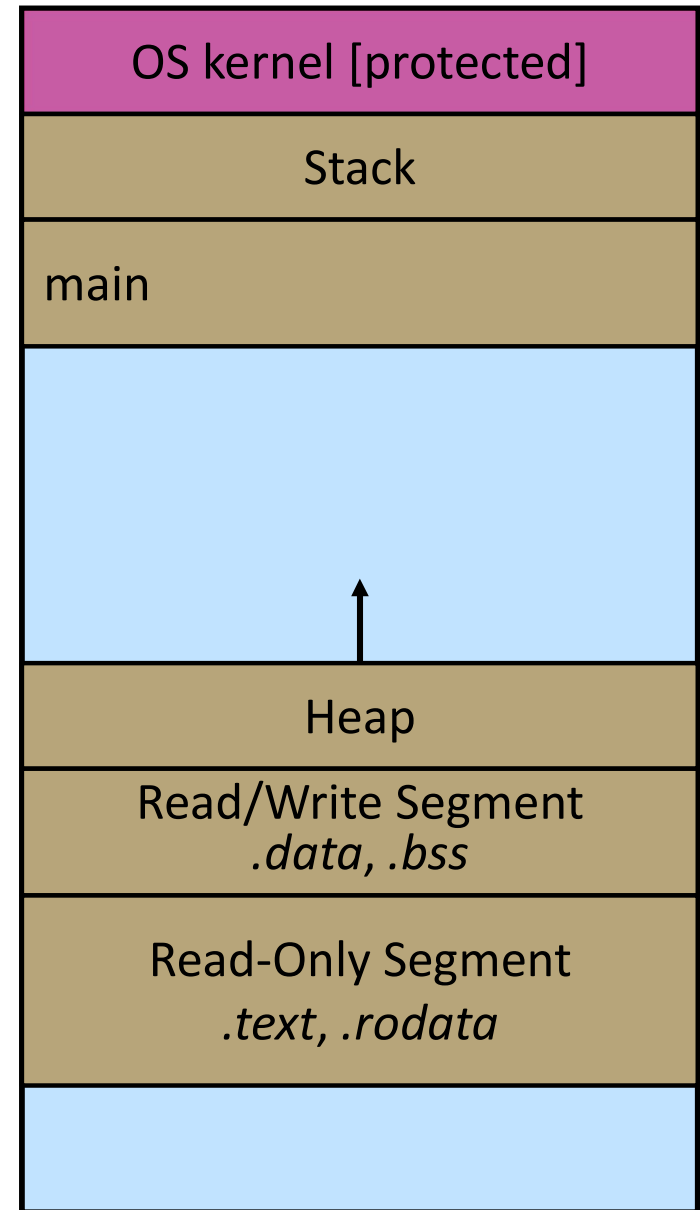 OS kernel [protected]
Stack
main
Heap
Read/Write Segment
.data, .bss
Read-Only Segment
.text, .rodata